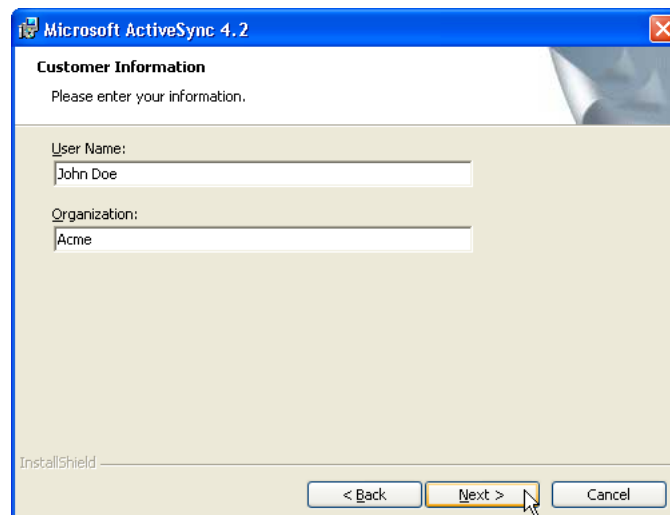 Microsoft ActiveSync 4.2
Customer Information
Please enter your information.
User Name:
John Doe
Organization:
Acme
InstallShield
< Back Next > Cancel